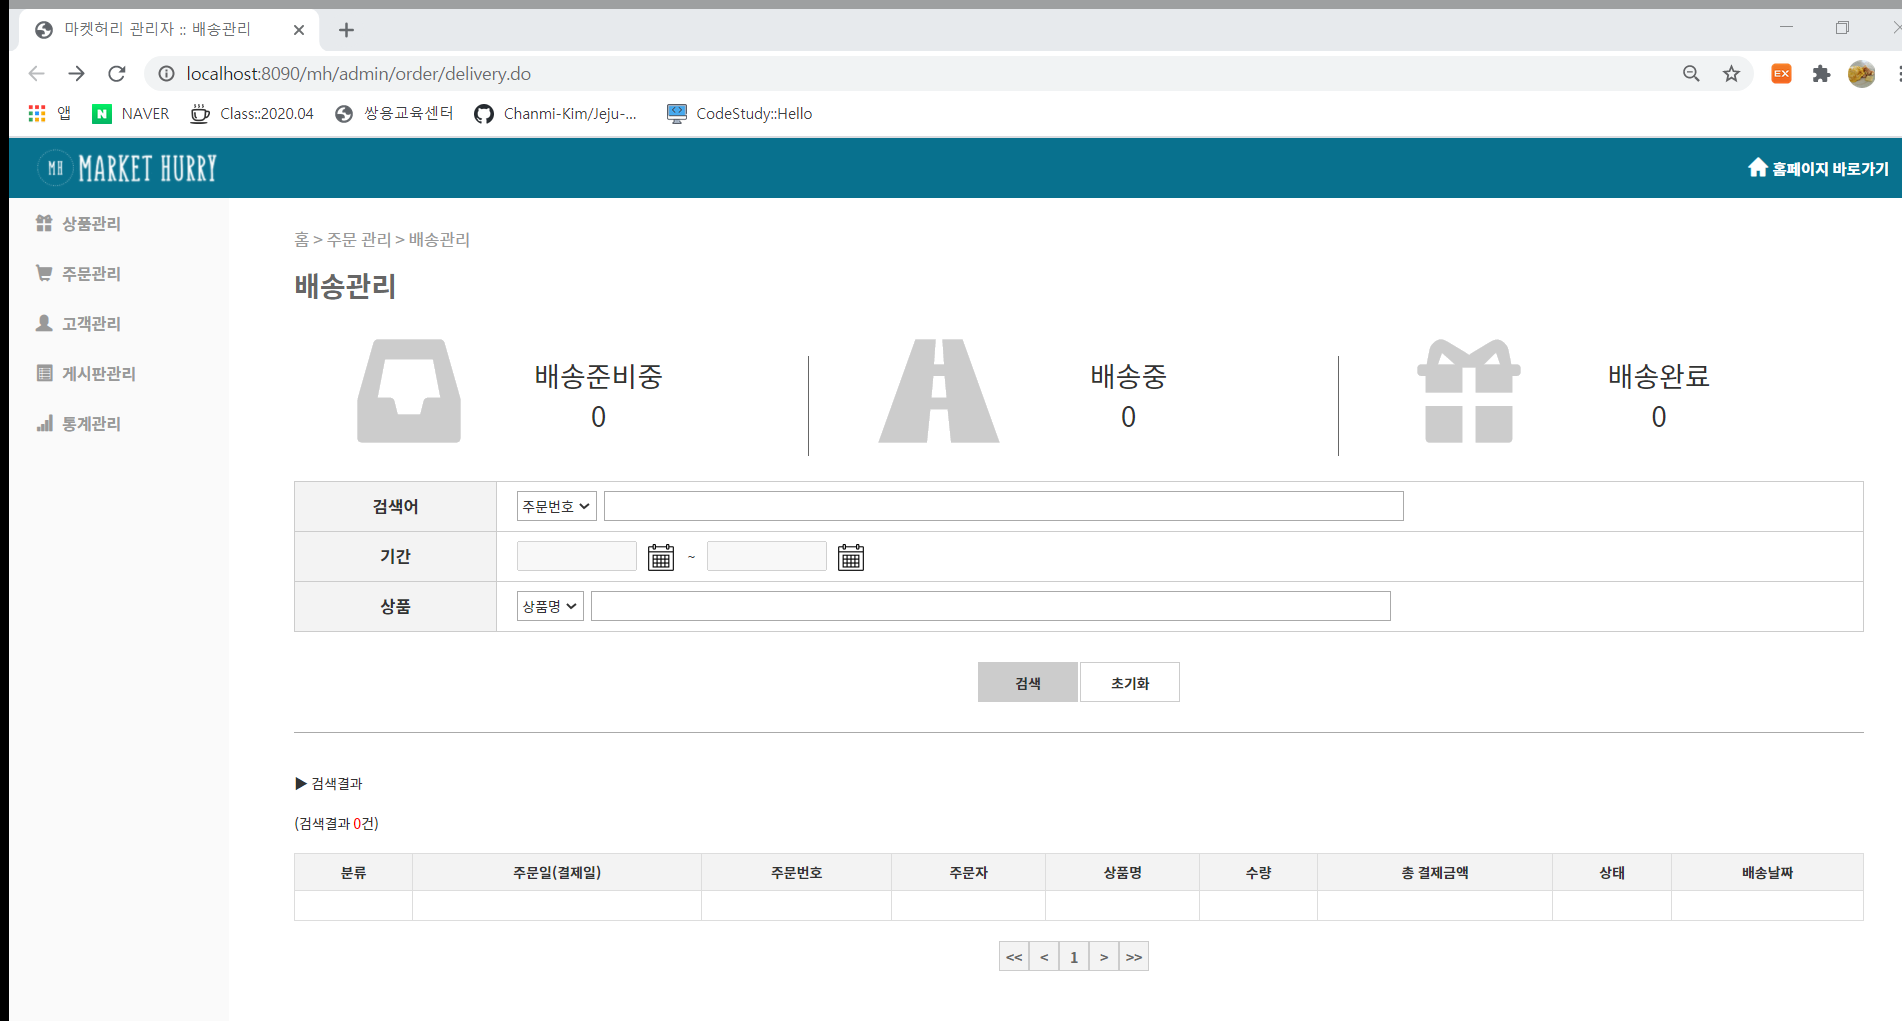 마켓허리 관리자 :: 배송관리
localhost:8090/mh/admin/order/delivery.do
EX
앱 NAVER Class::2020.04 쌍용교육센터 Chanmi-Kim/Jeju-... CodeStudy::Hello
MH MARKET HURRY 홈페이지 바로가기
상품관리
주문관리
고객관리
게시판관리
통계관리
홈 > 주문 관리 > 배송관리
배송관리
배송준비중
0
배송중
0
배송완료
0
검색어 주문번호
기간 ~
상품 상품명
검색 초기화
▶ 검색결과
(검색결과 0건)
분류 주문일(결제일) 주문번호 주문자 상품명 수량 총 결제금액 상태 배송날짜
<< < 1 > >>